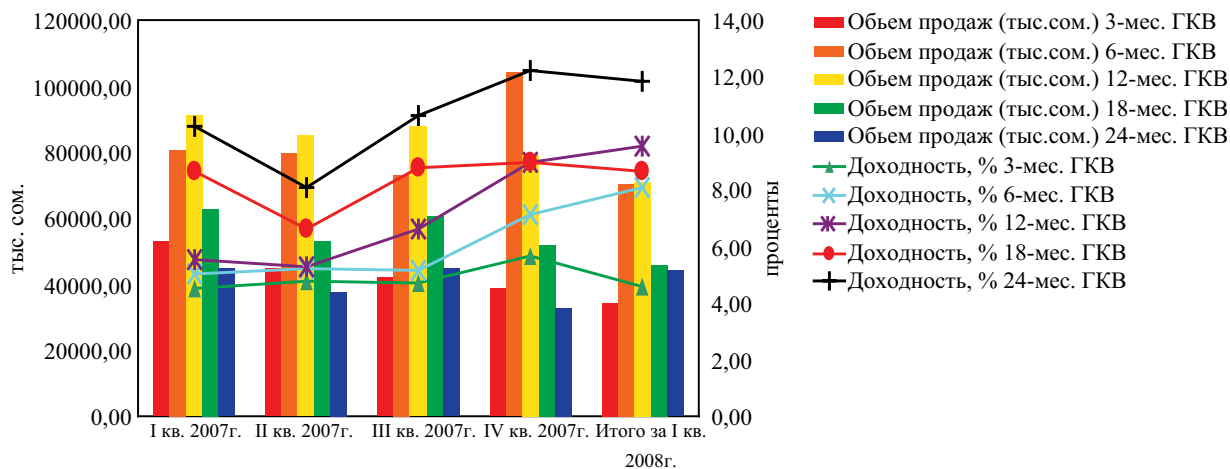 120000,00
100000,00
80000,00
60000,00
40000,00
20000,00
0,00
тыс. сом.
14,00
12,00
10,00
8,00
6,00
4,00
2,00
0,00
проценты
I кв. 2007г. II кв. 2007г. III кв. 2007г. IV кв. 2007г. Итого за I кв.
2008г.
Обьем продаж (тыс.сом.) 3-мес. ГКВ
Обьем продаж (тыс.сом.) 6-мес. ГКВ
Обьем продаж (тыс.сом.) 12-мес. ГКВ
Обьем продаж (тыс.сом.) 18-мес. ГКВ
Обьем продаж (тыс.сом.) 24-мес. ГКВ
Доходность, % 3-мес. ГКВ
Доходность, % 6-мес. ГКВ
Доходность, % 12-мес. ГКВ
Доходность, % 18-мес. ГКВ
Доходность, % 24-мес. ГКВ